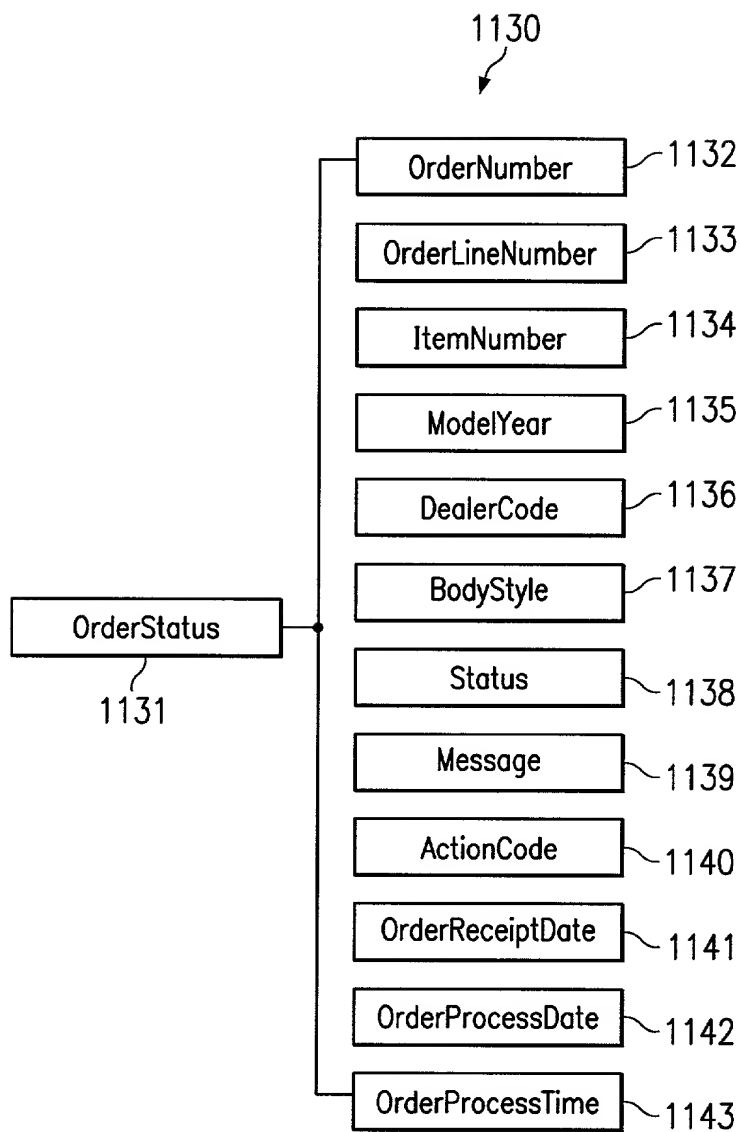 1130
OrderNumber 1132
OrderLineNumber 1133
ItemNumber 1134
ModelYear 1135
DealerCode 1136
BodyStyle 1137
OrderStatus
1131
Status 1138
Message 1139
ActionCode 1140
OrderReceiptDate 1141
OrderProcessDate 1142
OrderProcessTime 1143